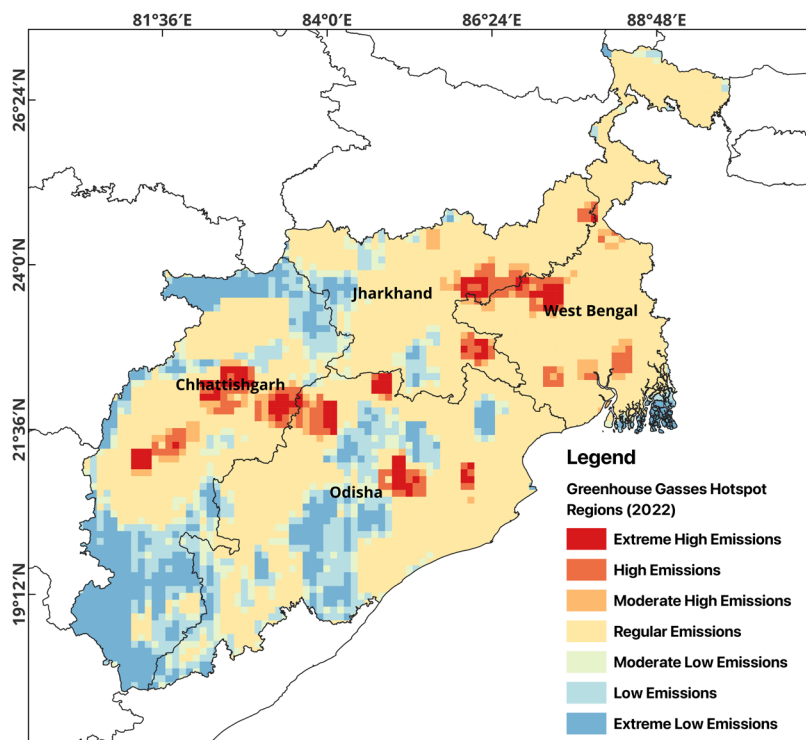 81°36'E 84°0'E 86°24'E 88°48'E
26°24'N
24°0'N
21°36'N
19°12'N
Jharkhand
West Bengal
Chhattishgarh
Odisha
Legend
Greenhouse Gasses Hotspot
Regions (2022)
Extreme High Emissions
High Emissions
Moderate High Emissions
Regular Emissions
Moderate Low Emissions
Low Emissions
Extreme Low Emissions